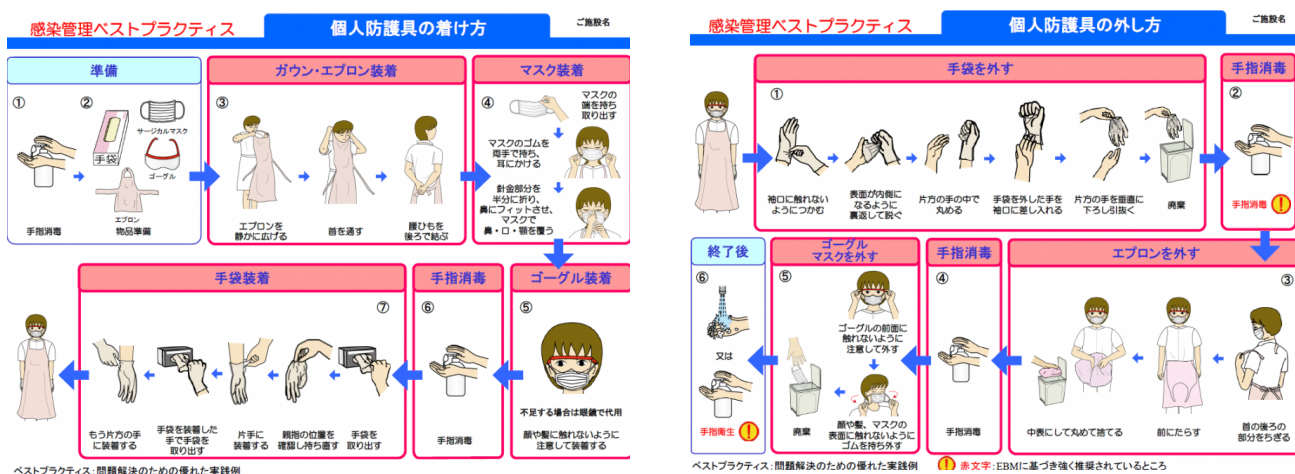 感染管理ベストプラクティス
個人防護具の着け方
ご施設名
準備
①
②
手袋
サージカルマスク
ゴーグル
エプロン
手指消毒
物品準備
ガウン・エプロン装着
③
エプロンを
静かに広げる
首を通す
腰ひもを
後ろで結ぶ
マスク装着
④
マスクの
端を持ち
取り出す
マスクのゴムを
両手で持ち、
耳にかける
針金部分を
半分に折り、
鼻にフィットさせ、
マスクで
鼻・口・顎を覆う
ゴーグル装着
⑤
不足する場合は眼鏡で代用
顔や髪に触れないように
注意して装着する
手指消毒
⑥
手指消毒
手袋装着
⑦
手袋を
取り出す
親指の位置を
確認し持ち直す
片手に
装着する
手袋を装着した
手で手袋を
取り出す
もう片方の手
に装着する
ベストプラクティス:問題解決のための優れた実践例
感染管理ベストプラクティス
個人防護具の外し方
ご施設名
手袋を外す
①
袖口に触れない
ようにつかむ
表面が内側に
なるように
裏返して脱ぐ
片方の手の中で
丸める
手袋を外した手を
袖口に差し入れる
片方の手を垂直に
下ろし引抜く
廃棄
手指消毒
②
手指消毒
!
エプロンを外す
③
首の後ろの
部分をちぎる
前にたらす
中表にして丸めて捨てる
手指消毒
④
手指消毒
ゴーグル
マスクを外す
⑤
ゴーグルの前面に
触れないように
注意して外す
顔や髪、マスクの
表面に触れないように
ゴムを持ち外す
廃棄
終了後
⑥
又は
手指衛生
!
ベストプラクティス:問題解決のための優れた実践例
! 赤文字:EBMに基づき強く推奨されているところ